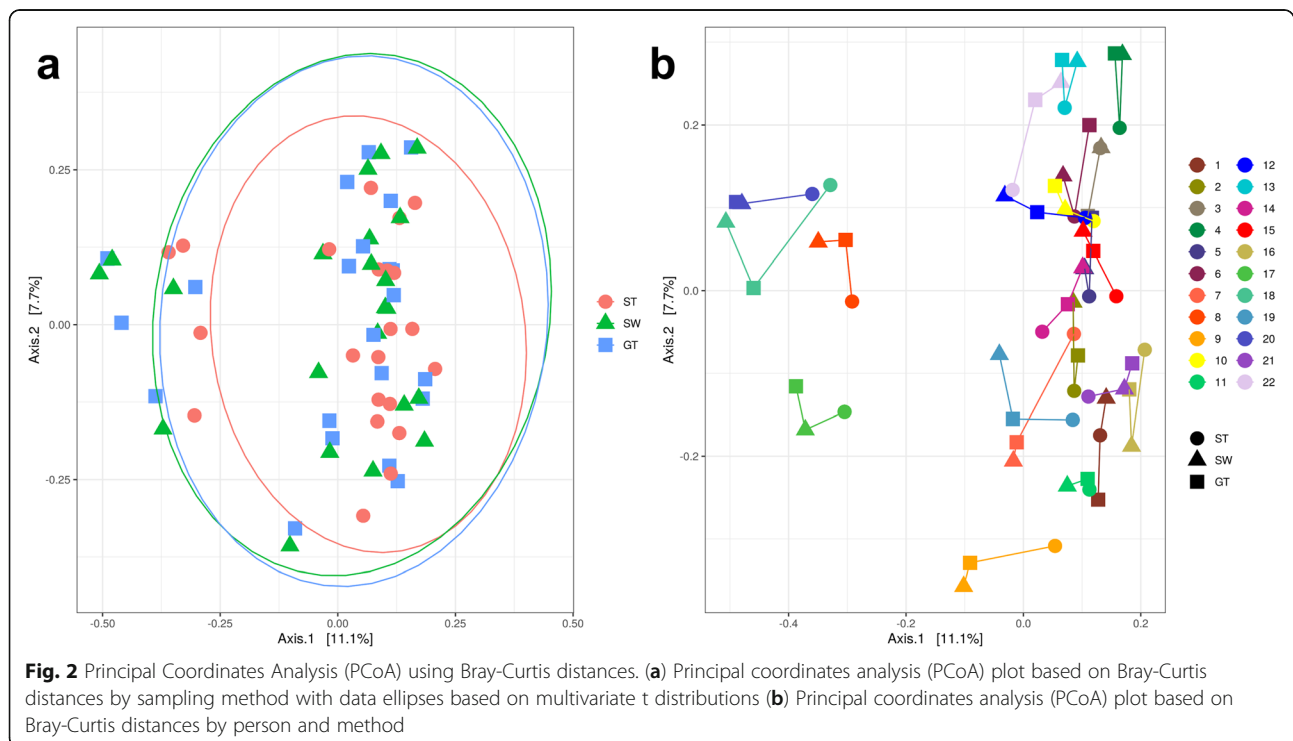 a
0.25
0.00
-0.25
Axis.2 [7.7%]
-0.50
-0.25
0.00
0.25
0.50
Axis.1 [11.1%]
ST
SW
GT
b
0.2
0.0
-0.2
Axis.2 [7.7%]
-0.4
-0.2
0.0
0.2
Axis.1 [11.1%]
1 12
2 13
3 14
4 15
5 16
6 17
7 18
8 19
9 20
10 21
11 22
ST
SW
GT
Fig. 2 Principal Coordinates Analysis (PCoA) using Bray-Curtis distances. (a) Principal coordinates analysis (PCoA) plot based on Bray-Curtis
distances by sampling method with data ellipses based on multivariate t distributions (b) Principal coordinates analysis (PCoA) plot based on
Bray-Curtis distances by person and method